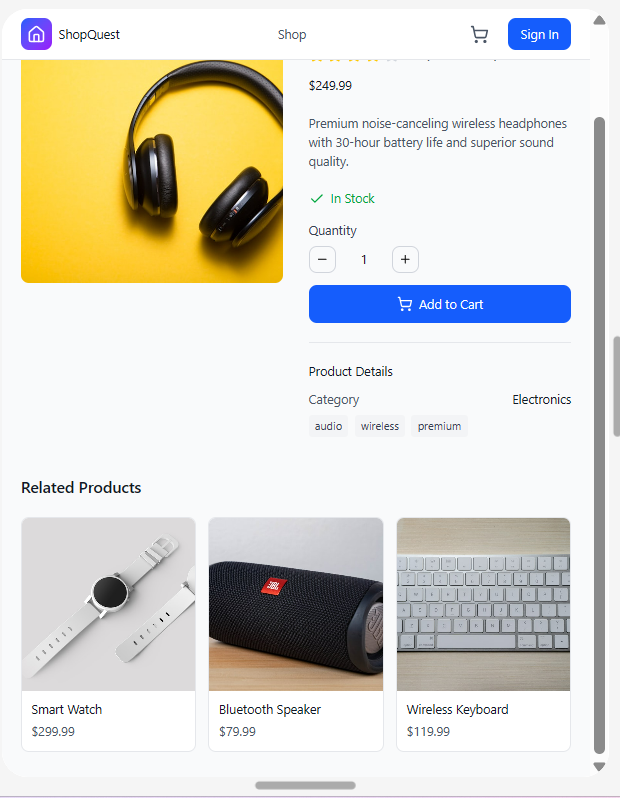 ShopQuest
Shop
Sign In
$249.99
Premium noise-canceling wireless headphones
with 30-hour battery life and superior sound
quality.
In Stock
Quantity
− 1 +
Add to Cart
Product Details
Category Electronics
audio wireless premium
Related Products
JBL
Smart Watch
$299.99
Bluetooth Speaker
$79.99
Wireless Keyboard
$119.99